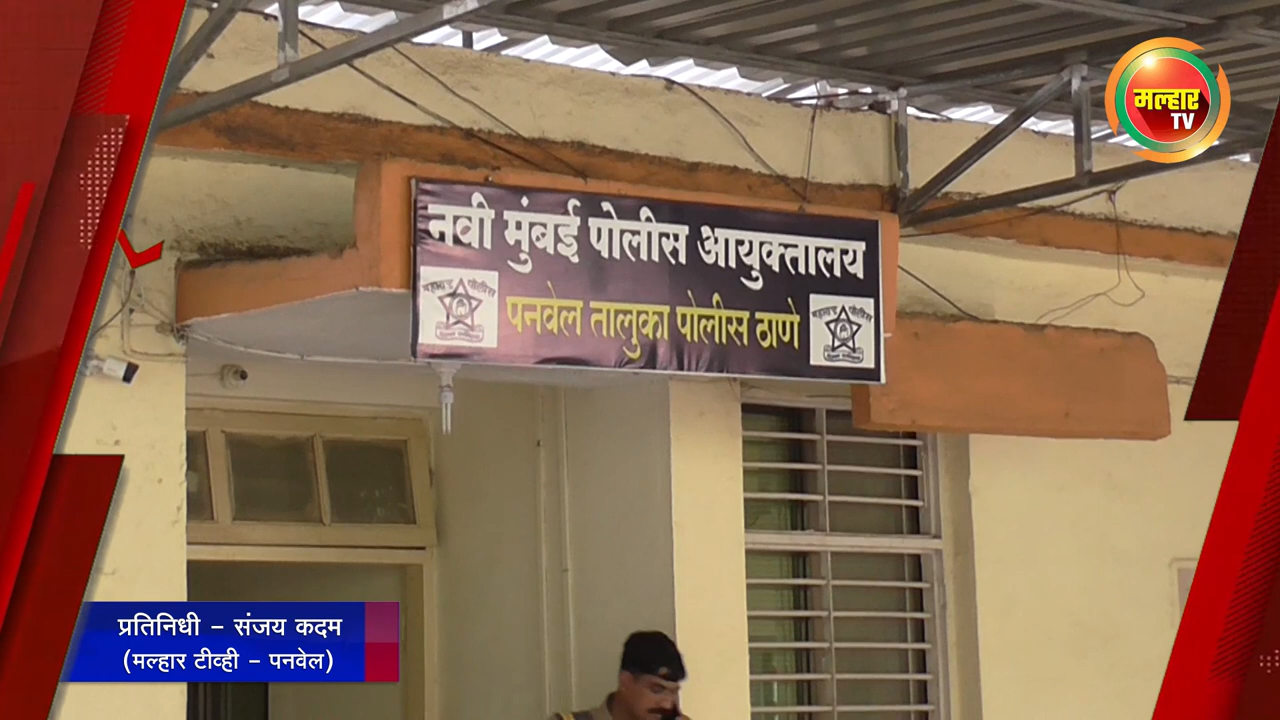 मल्हार
TV
नवी मुंबई पोलीस आयुक्तालय
पनवेल तालुका पोलीस ठाणे
प्रतिनिधी - संजय कदम
(मल्हार टीव्ही - पनवेल)